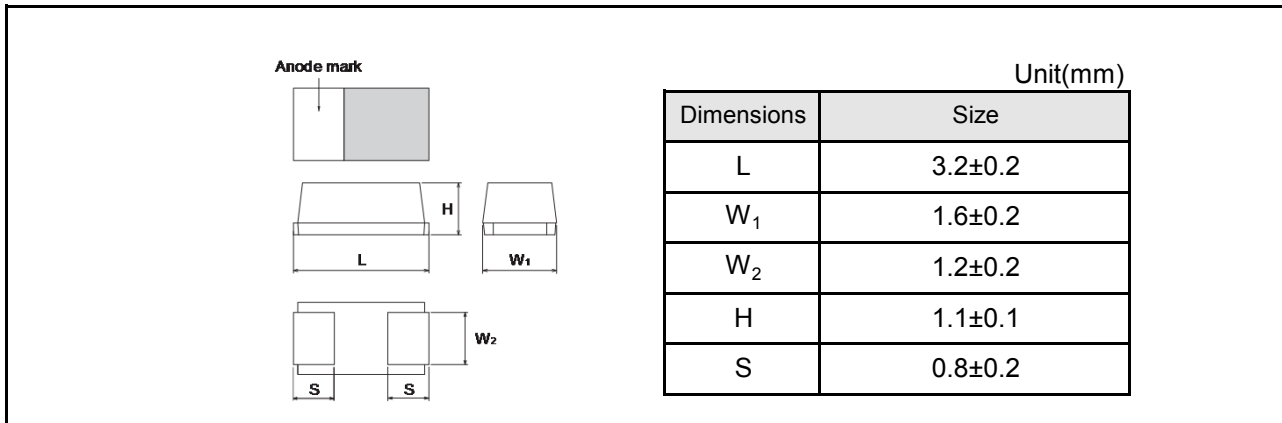 Anode mark
H
L
W₁
W₂
S S
Unit(mm)
Dimensions Size
L 3.2±0.2
W₁ 1.6±0.2
W₂ 1.2±0.2
H 1.1±0.1
S 0.8±0.2